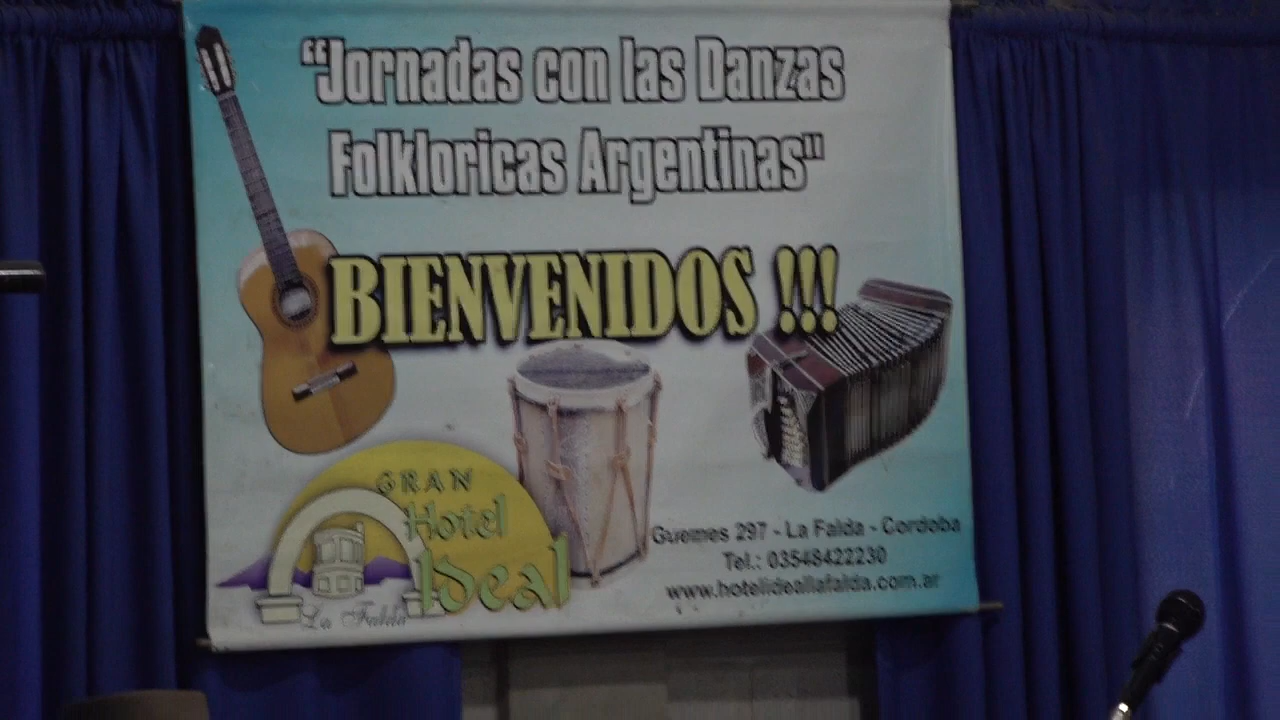 "Jornadas con las Danzas
Folkloricas Argentinas"
BIENVENIDOS !!!
GRAN
Hotel
Ideal
La Falda
Guemes 297 - La Falda - Cordoba
Tel.: 03548422230
www.hotelideallafalda.com.ar